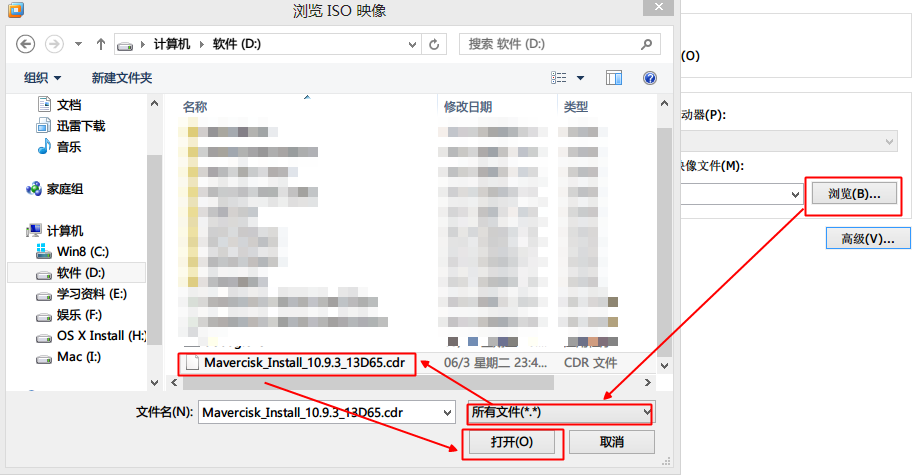 浏览 ISO 映像
计算机 软件 (D:)
搜索 软件 (D:)
(O)
组织 新建文件夹
名称 修改日期 类型
文档
迅雷下载
音乐
家庭组
计算机
Win8 (C:)
软件 (D:)
学习资料 (E:)
娱乐 (F:)
OS X Install (H:)
Mac (I:)
Mavercisk_Install_10.9.3_13D65.cdr 06/3 星期二 23:4... CDR 文件
文件名(N): Mavercisk_Install_10.9.3_13D65.cdr 所有文件(*.*)
打开(O) 取消
动器(P):
映像文件(M):
浏览(B)...
高级(V)...